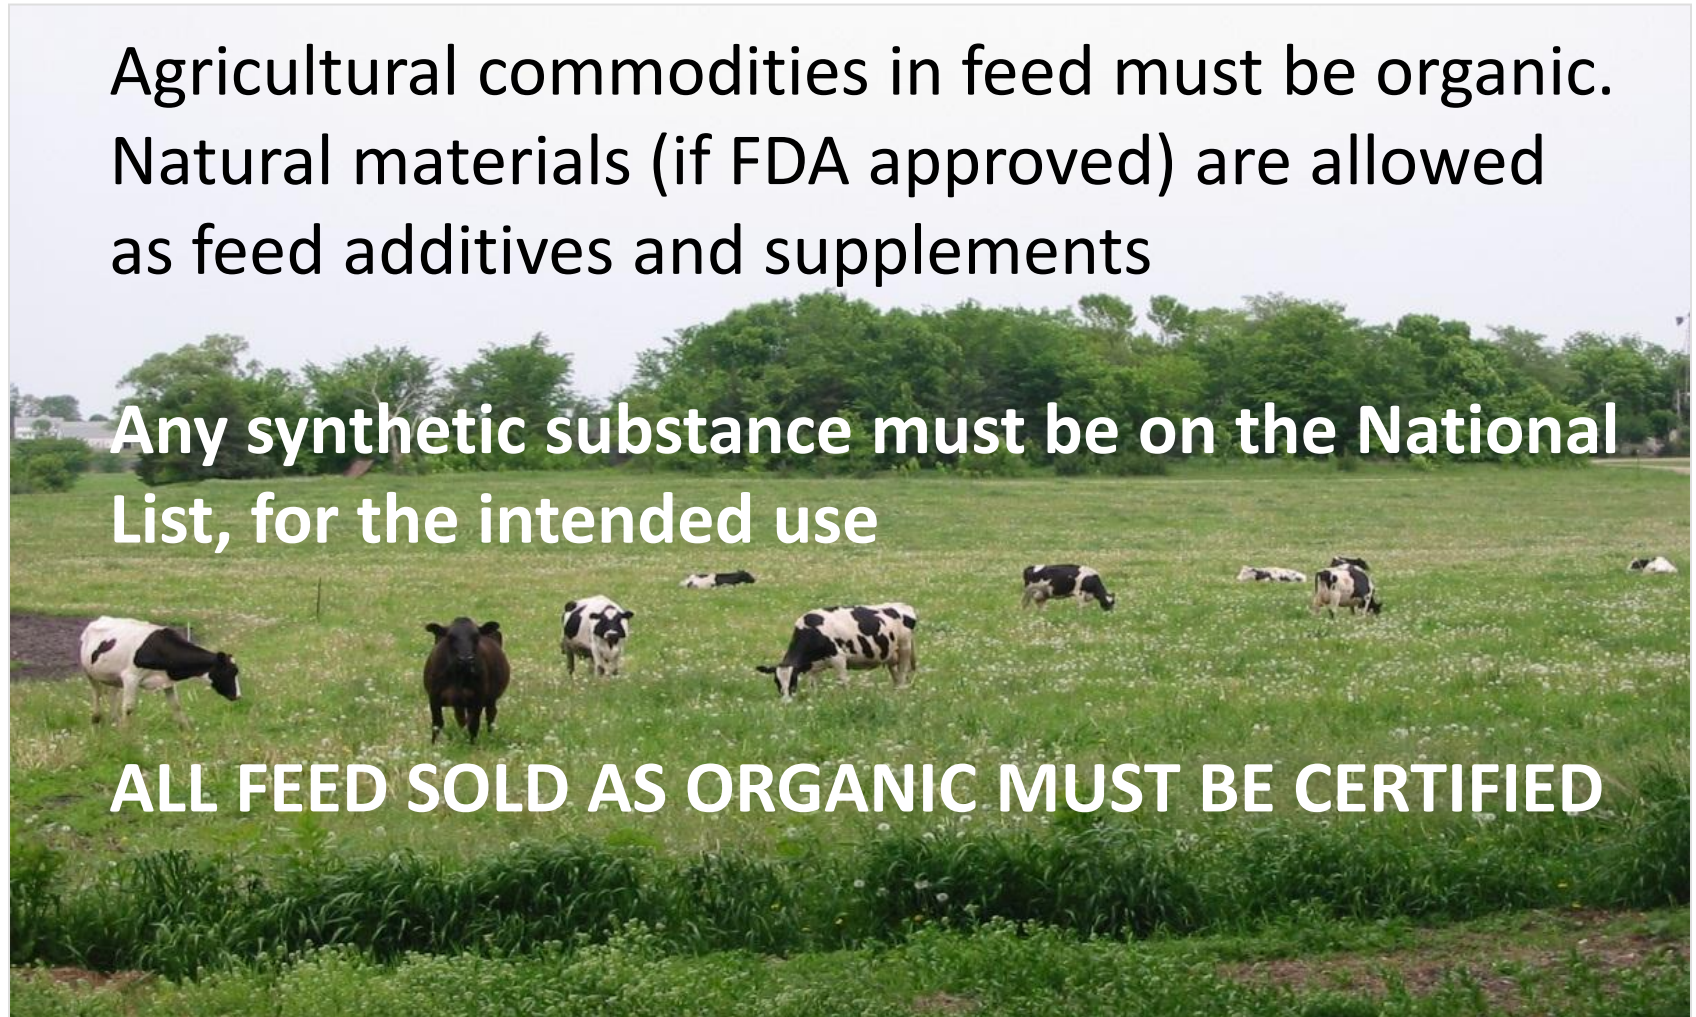 Agricultural commodities in feed must be organic.
Natural materials (if FDA approved) are allowed
as feed additives and supplements
Any synthetic substance must be on the National
List, for the intended use
ALL FEED SOLD AS ORGANIC MUST BE CERTIFIED